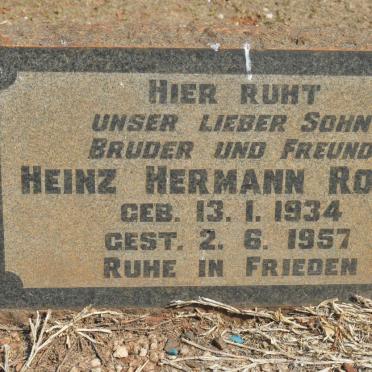 HIER RUHT
UNSER LIEBER SOHN
BRUDER UND FREUND
HEINZ HERMANN
GEB. 13. 1. 1934
GEST. 2. 6. 1957
RUHE IN FRIEDEN